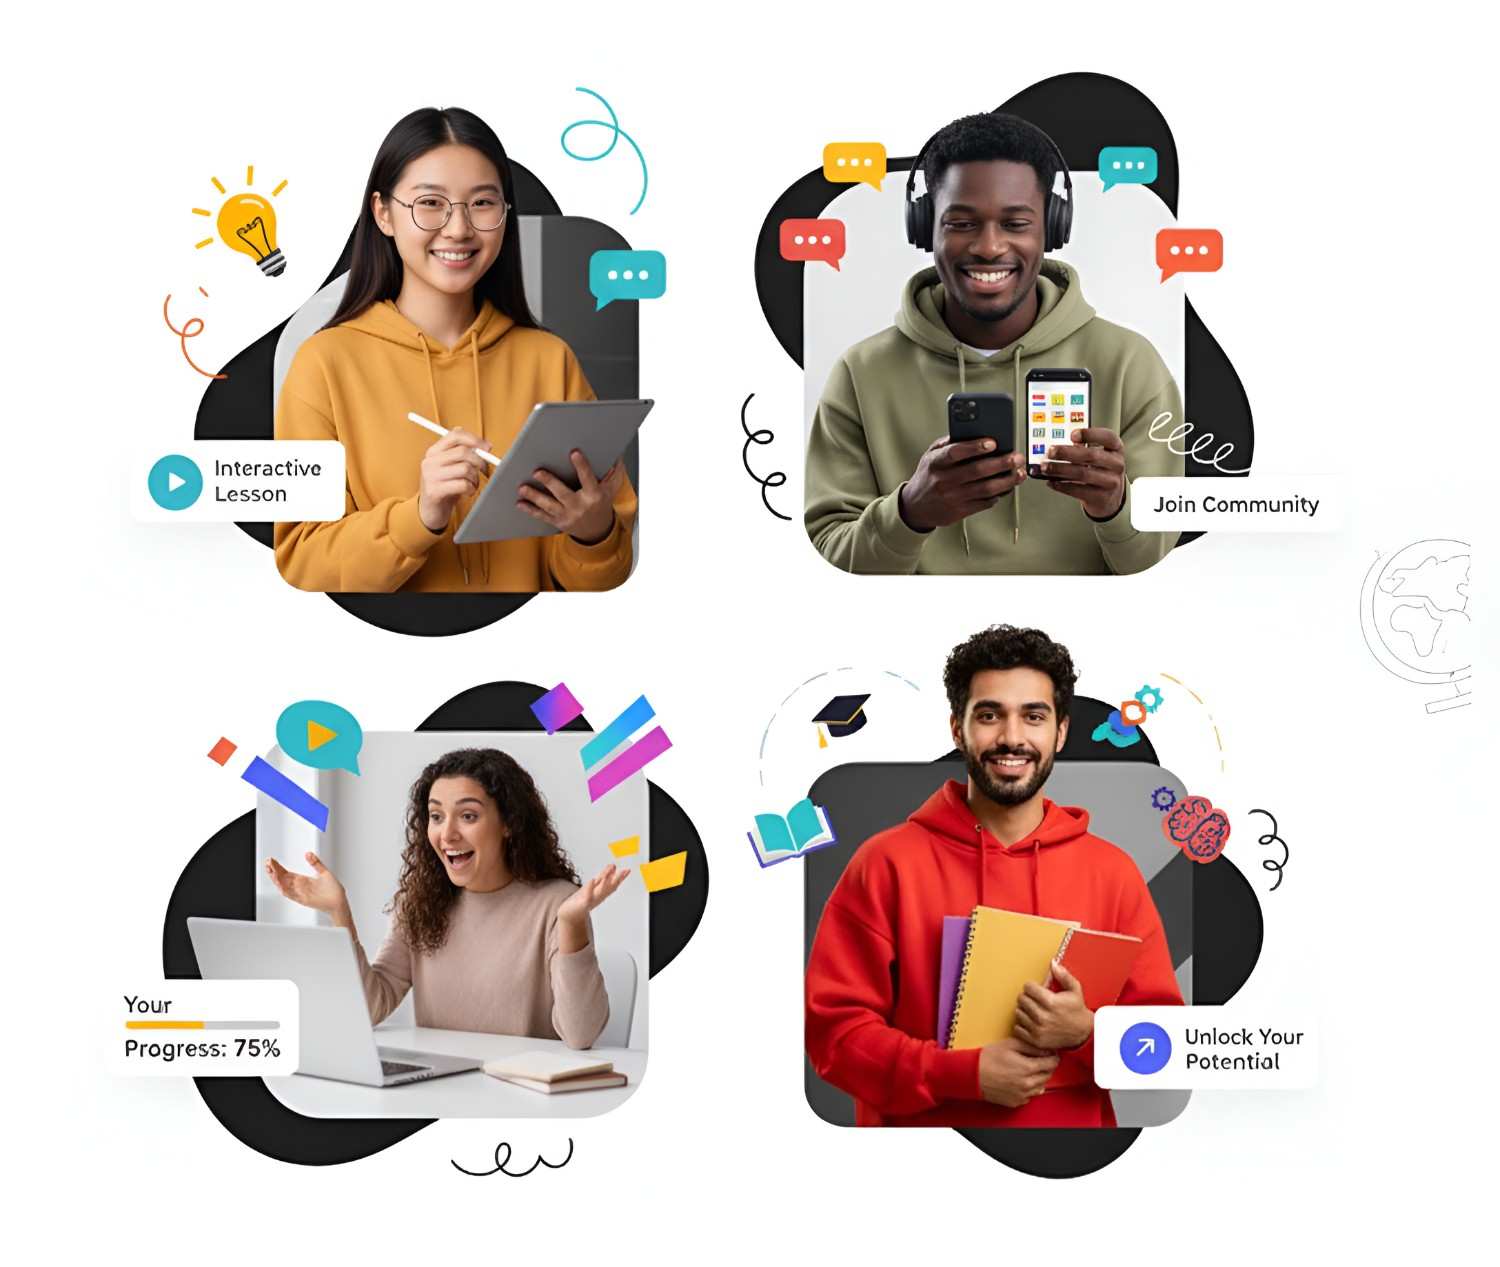 Interactive
Lesson
Join Community
Your
Progress: 75%
Unlock Your
Potential